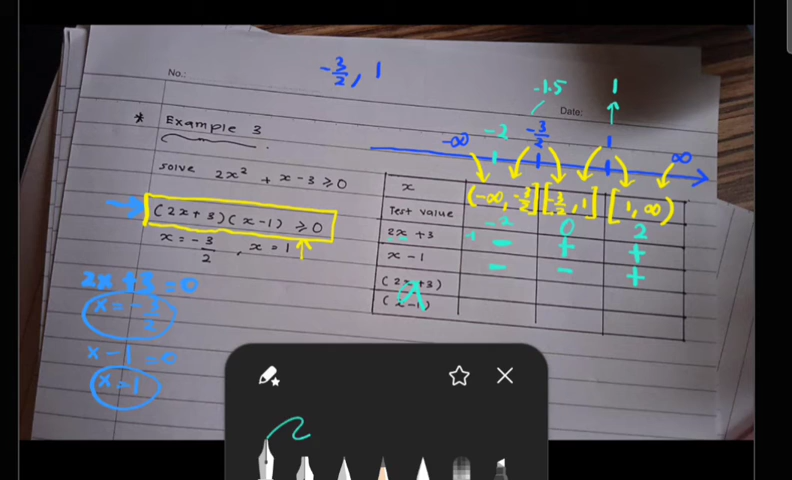 -3/2, 1
No.:
Date:
* Example 3
solve 2x² + x - 3 ≥ 0
(2x + 3)(x - 1) ≥ 0
x = -3/2, x = 1
2x + 3 = 0
x = -3/2
x - 1 = 0
x = 1
-1.5 1
-∞ -2 -3/2 1 ∞
x (-∞, -3/2] [-3/2, 1] [1, ∞)
Test value -2 0 2
2x + 3 - + +
x - 1 - - +
(2x + 3)
(x - 1)